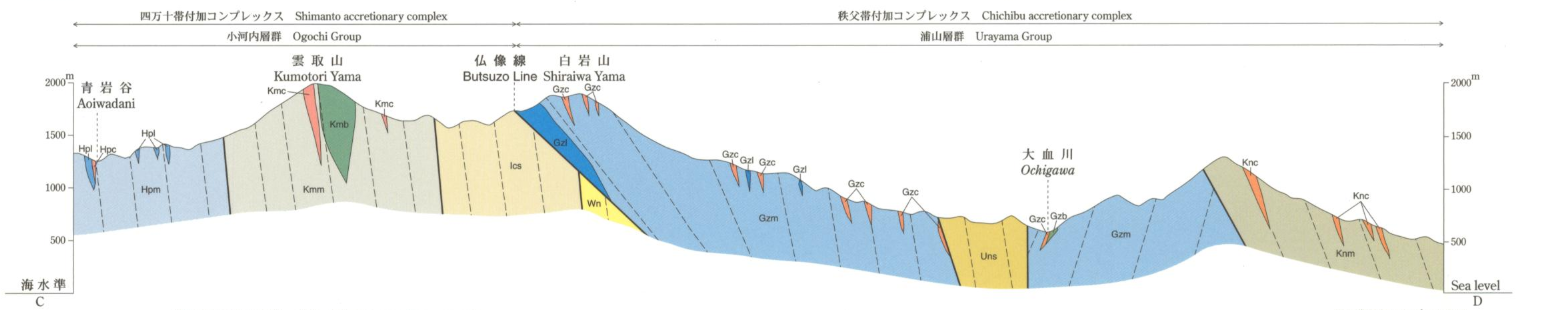 四万十帯付加コンプレックス Shimanto accretionary complex
秩父帯付加コンプレックス Chichibu accretionary complex
小河内層群 Ogochi Group
浦山層群 Urayama Group
青岩谷
Aoiwadani
雲取山
Kumotori Yama
仏像線
Butsuzo Line
白岩山
Shiraiwa Yama
大血川
Ochigawa
m
2000
1500
1000
500
海水準
C
m
2000
1500
1000
500
Sea level
D
Hpl
Hpc
Hpl
Hpm
Kmc
Kmb
Kmc
Kmm
Ics
Wn
Gzl
Gzc
Gzc
Gzc
Gzl
Gzc
Gzl
Gzc
Gzc
Gzm
Uns
Gzc
Gzb
Gzm
Knc
Knc
Knm